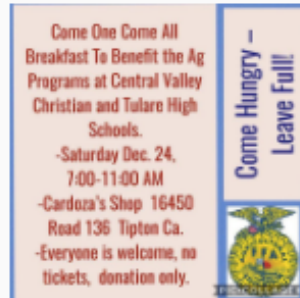 Come One Come All
Breakfast To Benefit the Ag
Programs at Central Valley
Christian and Tulare High
Schools.
-Saturday Dec. 24,
7:00-11:00 AM
-Cardoza's Shop 16450
Road 136 Tipton Ca.
-Everyone is welcome, no
tickets, donation only.
Come Hungry –
Leave Full!
PIC•COLLAGE